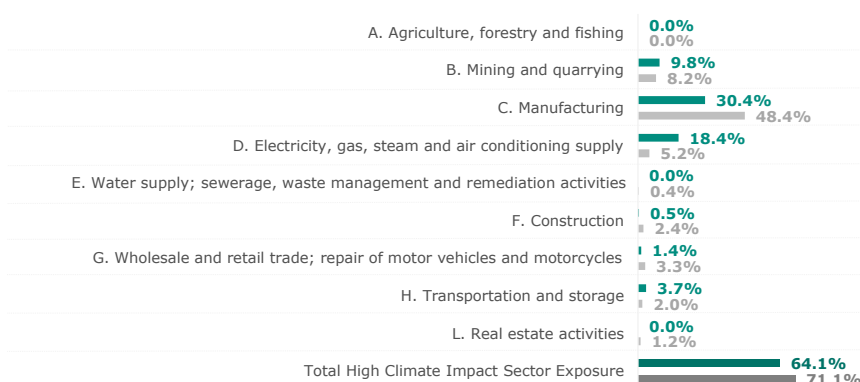 A. Agriculture, forestry and fishing 0.0%
0.0%
B. Mining and quarrying 9.8%
8.2%
C. Manufacturing 30.4%
48.4%
D. Electricity, gas, steam and air conditioning supply 18.4%
5.2%
E. Water supply; sewerage, waste management and remediation activities 0.0%
0.4%
F. Construction 0.5%
2.4%
G. Wholesale and retail trade; repair of motor vehicles and motorcycles 1.4%
3.3%
H. Transportation and storage 3.7%
2.0%
L. Real estate activities 0.0%
1.2%
Total High Climate Impact Sector Exposure 64.1%
71.1%